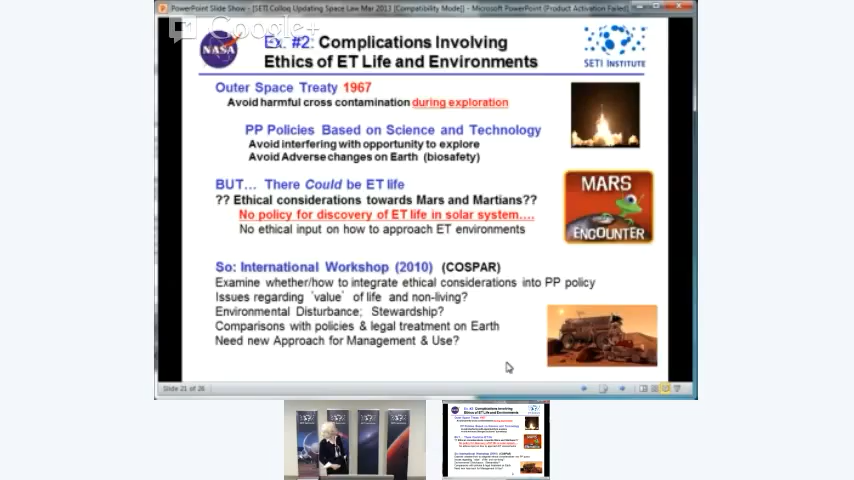 PowerPoint Slide Show - [SETI Colloq Updating Space Law Mar 2013 [Compatibility Mode]] - Microsoft PowerPoint (Product Activation Failed)
Google+
NASA
Ex. #2: Complications Involving
Ethics of ET Life and Environments
SETI INSTITUTE
Outer Space Treaty 1967
Avoid harmful cross contamination during exploration
PP Policies Based on Science and Technology
Avoid interfering with opportunity to explore
Avoid Adverse changes on Earth (biosafety)
BUT... There Could be ET life
?? Ethical considerations towards Mars and Martians??
No policy for discovery of ET life in solar system....
No ethical input on how to approach ET environments
MARS
ENCOUNTER
So: International Workshop (2010) (COSPAR)
Examine whether/how to integrate ethical considerations into PP policy
Issues regarding 'value' of life and non-living?
Environmental Disturbance; Stewardship?
Comparisons with policies & legal treatment on Earth
Need new Approach for Management & Use?
Slide 21 of 26